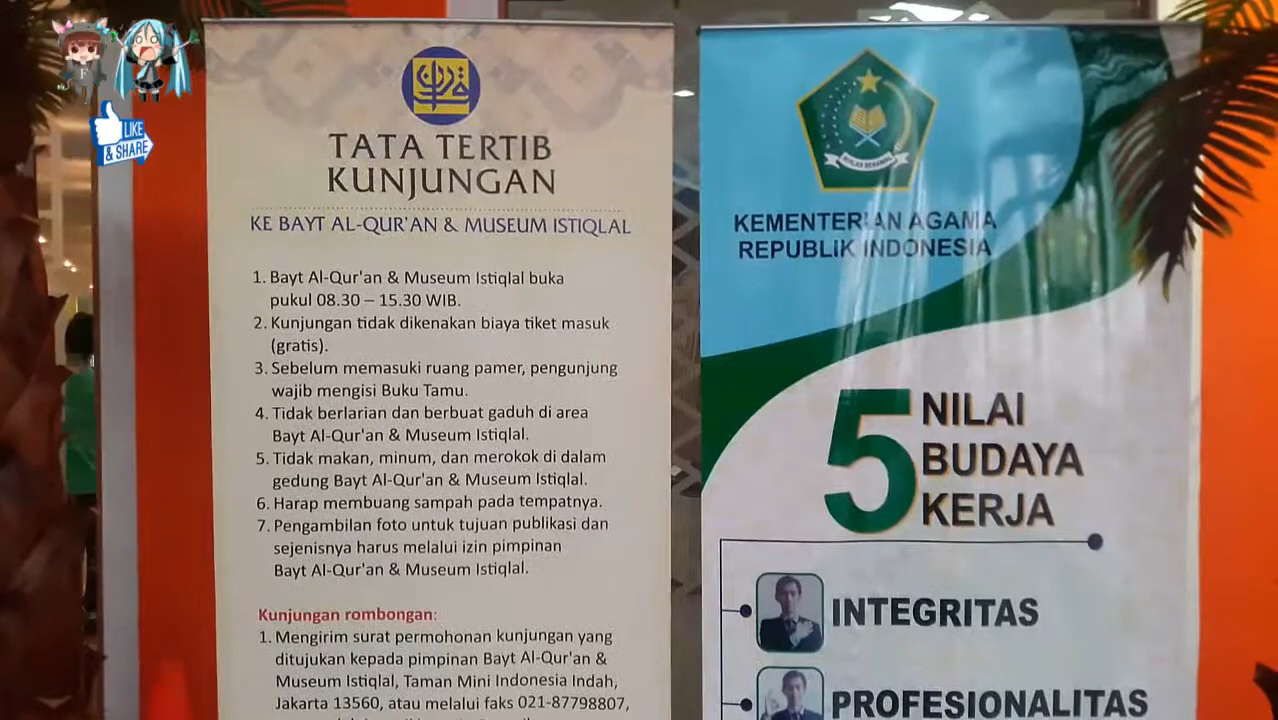 LIKE
& SHARE
TATA TERTIB
KUNJUNGAN
KE BAYT AL-QUR'AN & MUSEUM ISTIQLAL
1. Bayt Al-Qur'an & Museum Istiqlal buka
pukul 08.30 – 15.30 WIB.
2. Kunjungan tidak dikenakan biaya tiket masuk
(gratis).
3. Sebelum memasuki ruang pamer, pengunjung
wajib mengisi Buku Tamu.
4. Tidak berlarian dan berbuat gaduh di area
Bayt Al-Qur'an & Museum Istiqlal.
5. Tidak makan, minum, dan merokok di dalam
gedung Bayt Al-Qur'an & Museum Istiqlal.
6. Harap membuang sampah pada tempatnya.
7. Pengambilan foto untuk tujuan publikasi dan
sejenisnya harus melalui izin pimpinan
Bayt Al-Qur'an & Museum Istiqlal.
Kunjungan rombongan:
1. Mengirim surat permohonan kunjungan yang
ditujukan kepada pimpinan Bayt Al-Qur'an &
Museum Istiqlal, Taman Mini Indonesia Indah,
Jakarta 13560, atau melalui faks 021-87798807,
IKHLAS BERAMAL
KEMENTERIAN AGAMA
REPUBLIK INDONESIA
5 NILAI
BUDAYA
KERJA
INTEGRITAS
PROFESIONALITAS